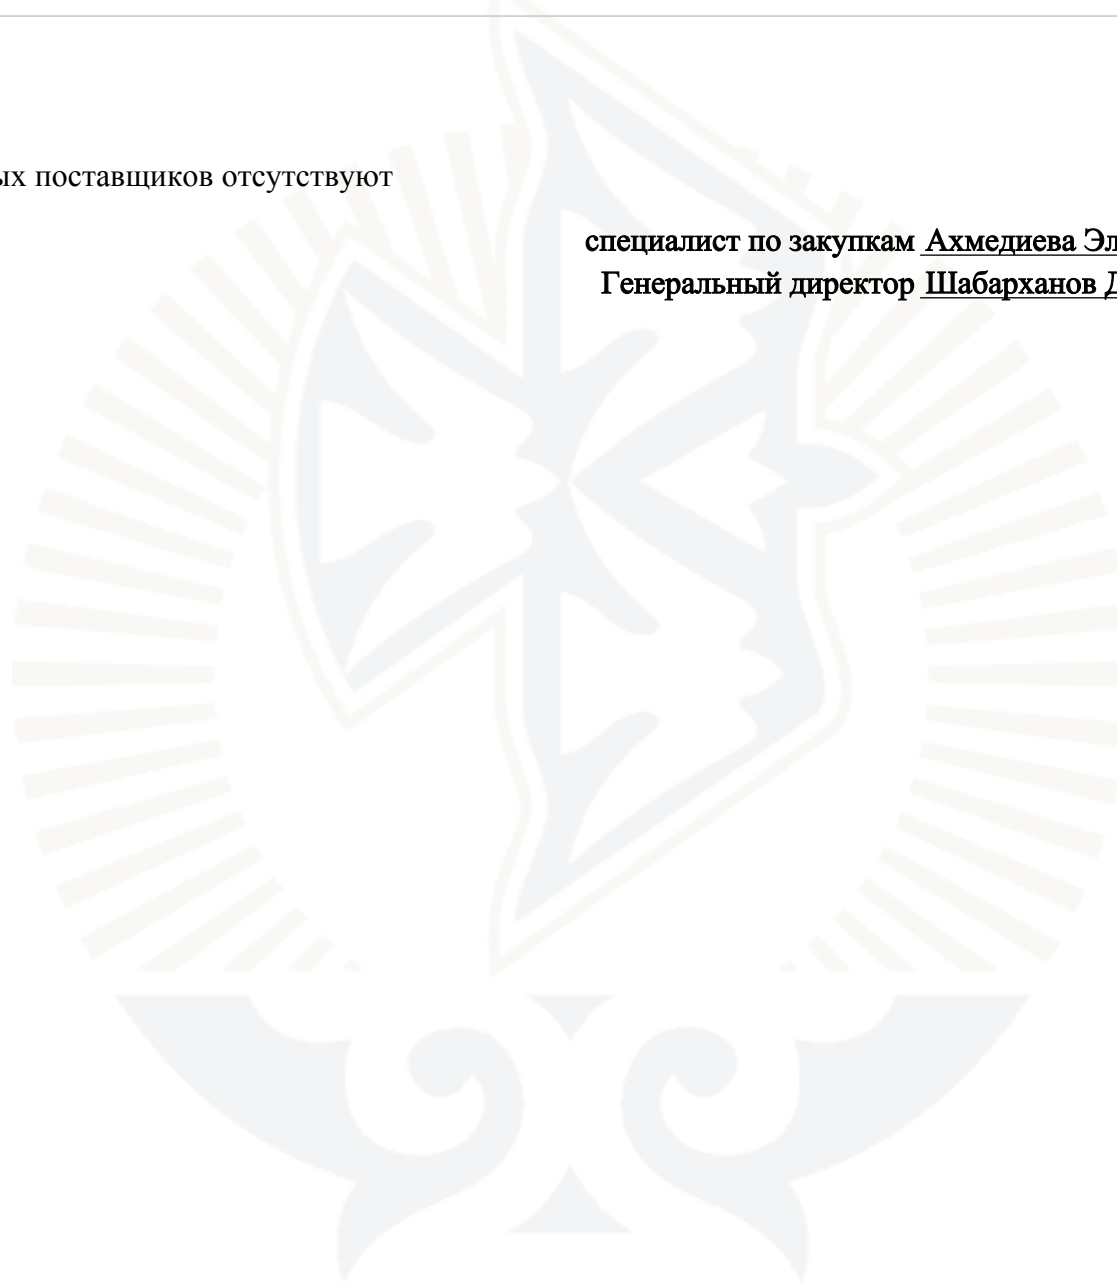 ых поставщиков отсутствуют
специалист по закупкам Ахмедиева Эл
Генеральный директор Шабарханов Д